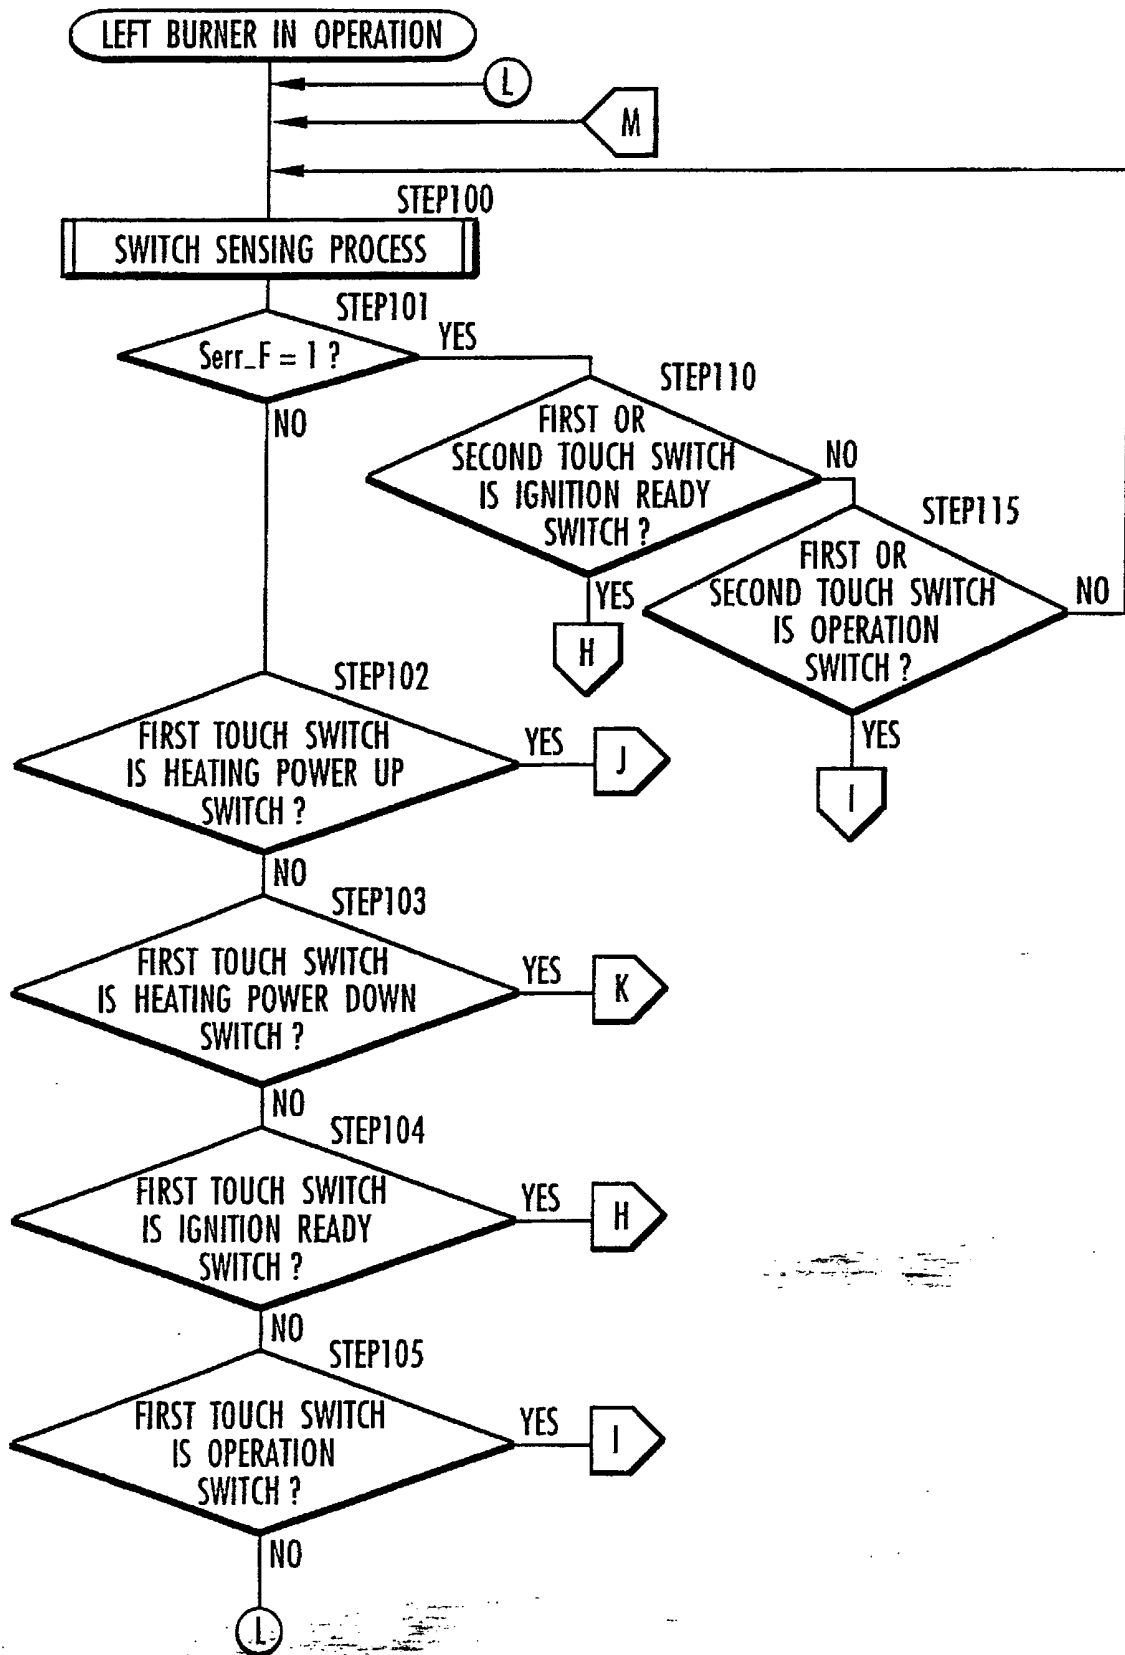 LEFT BURNER IN OPERATION
L
M
STEP100
SWITCH SENSING PROCESS
STEP101
Serr_F = 1 ?
YES
NO
STEP110
FIRST OR
SECOND TOUCH SWITCH
IS IGNITION READY
SWITCH ?
NO
YES
H
STEP115
FIRST OR
SECOND TOUCH SWITCH
IS OPERATION
SWITCH ?
NO
YES
I
STEP102
FIRST TOUCH SWITCH
IS HEATING POWER UP
SWITCH ?
YES
J
NO
STEP103
FIRST TOUCH SWITCH
IS HEATING POWER DOWN
SWITCH ?
YES
K
NO
STEP104
FIRST TOUCH SWITCH
IS IGNITION READY
SWITCH ?
YES
H
NO
STEP105
FIRST TOUCH SWITCH
IS OPERATION
SWITCH ?
YES
I
NO
L